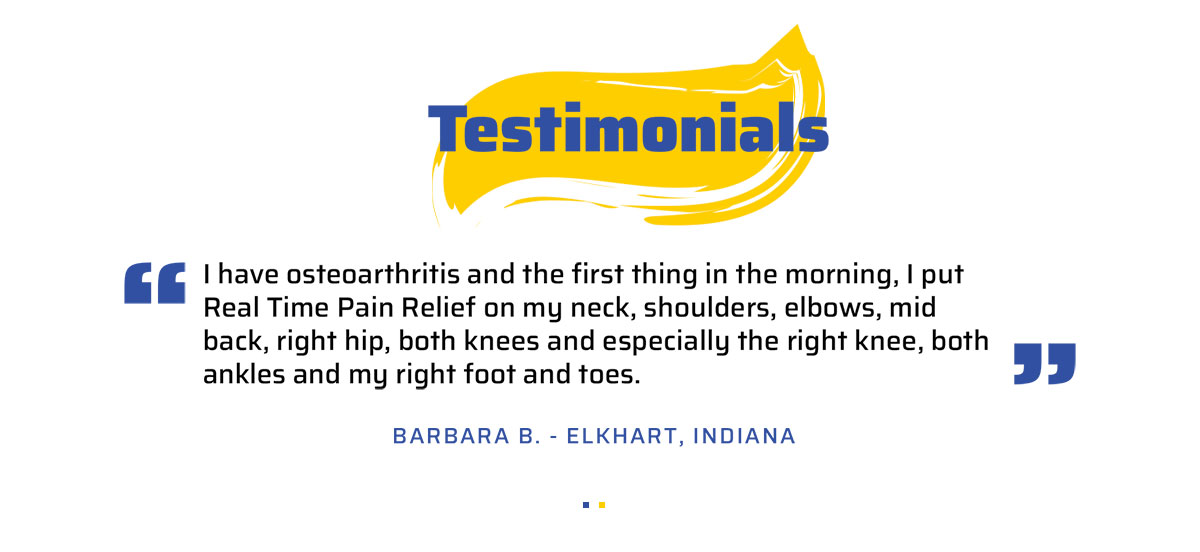 Testimonials
“I have osteoarthritis and the first thing in the morning, I put
Real Time Pain Relief on my neck, shoulders, elbows, mid
back, right hip, both knees and especially the right knee, both
ankles and my right foot and toes.”
BARBARA B. - ELKHART, INDIANA